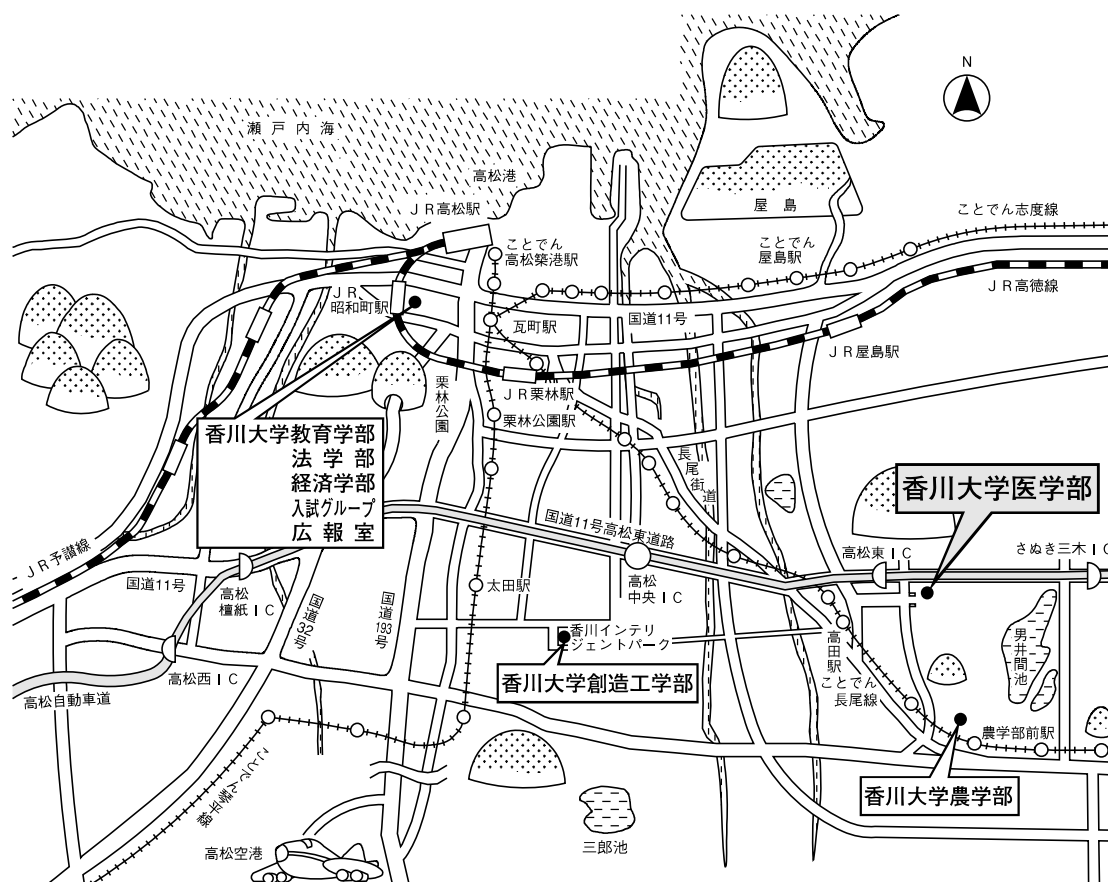 N
瀬戸内海
高松港
JR高松駅
屋島
ことでん志度線
ことでん
高松築港駅
ことでん
屋島駅
JR高徳線
JR
昭和町駅
瓦町駅
国道11号
JR屋島駅
JR栗林駅
栗林公園
栗林公園駅
香川大学教育学部
法学部
経済学部
入試グループ
広報室
長尾街道
香川大学医学部
国道11号高松東道路
JR予讃線
高松東IC
さぬき三木IC
国道11号
高松
檀紙IC
太田駅
高松
中央IC
国道32号
国道193号
香川インテリ
ジェントパーク
高田駅
男井間池
高松西IC
香川大学創造工学部
ことでん
長尾線
高松自動車道
農学部前駅
ことでん琴平線
香川大学農学部
高松空港
三郎池